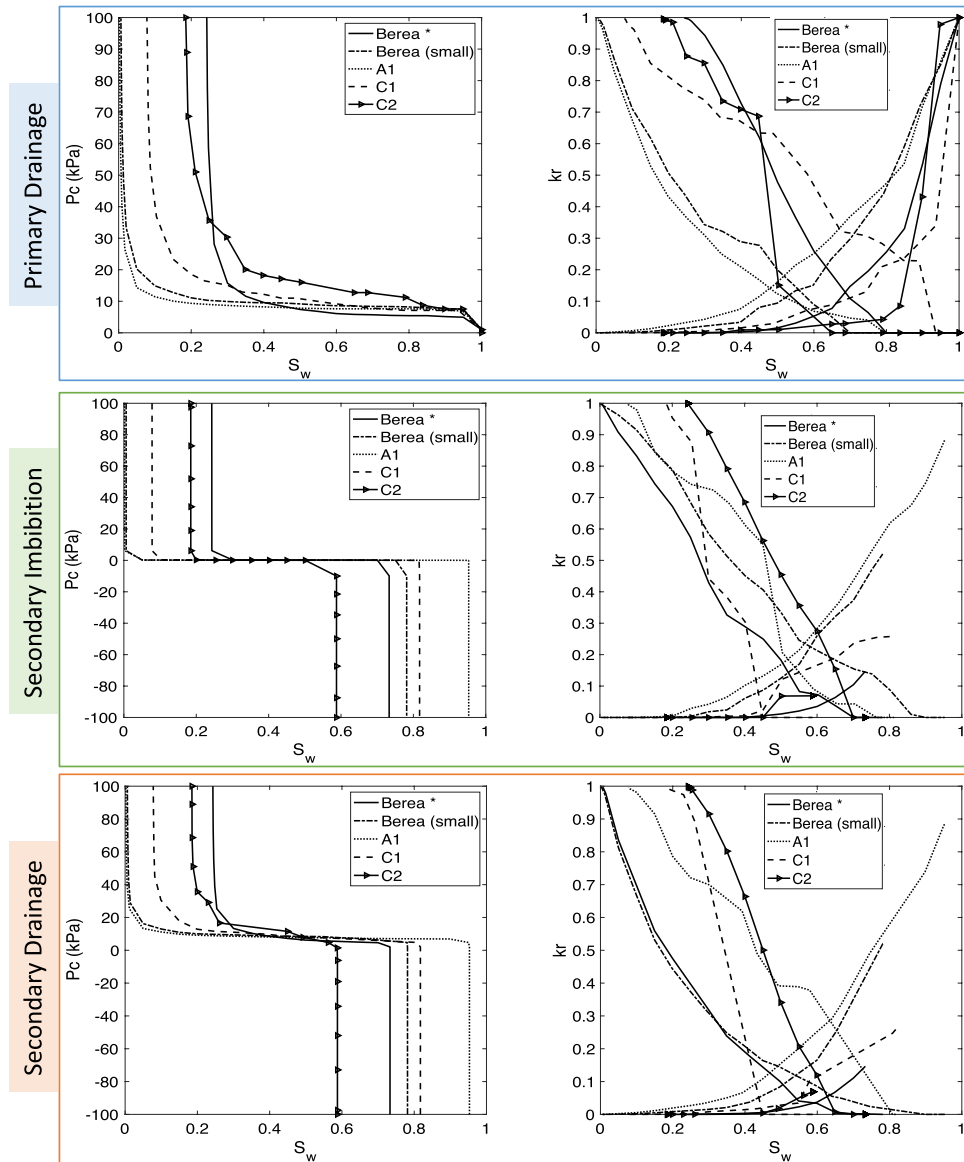 Primary Drainage
100
90
80
70
60
50
40
30
20
10
0
Pc (kPa)
0
0.2
0.4
0.6
0.8
1
S_w
Berea *
Berea (small)
A1
C1
C2
1
0.9
0.8
0.7
0.6
0.5
0.4
0.3
0.2
0.1
0
kr
0
0.2
0.4
0.6
0.8
1
S_w
Berea *
Berea (small)
A1
C1
C2
Secondary Imbibition
100
80
60
40
20
0
-20
-40
-60
-80
-100
Pc (kPa)
0
0.2
0.4
0.6
0.8
1
S_w
Berea *
Berea (small)
A1
C1
C2
1
0.9
0.8
0.7
0.6
0.5
0.4
0.3
0.2
0.1
0
kr
0
0.2
0.4
0.6
0.8
1
S_w
Berea *
Berea (small)
A1
C1
C2
Secondary Drainage
100
80
60
40
20
0
-20
-40
-60
-80
-100
Pc (kPa)
0
0.2
0.4
0.6
0.8
1
S_w
Berea *
Berea (small)
A1
C1
C2
1
0.9
0.8
0.7
0.6
0.5
0.4
0.3
0.2
0.1
0
kr
0
0.2
0.4
0.6
0.8
1
S_w
Berea *
Berea (small)
A1
C1
C2